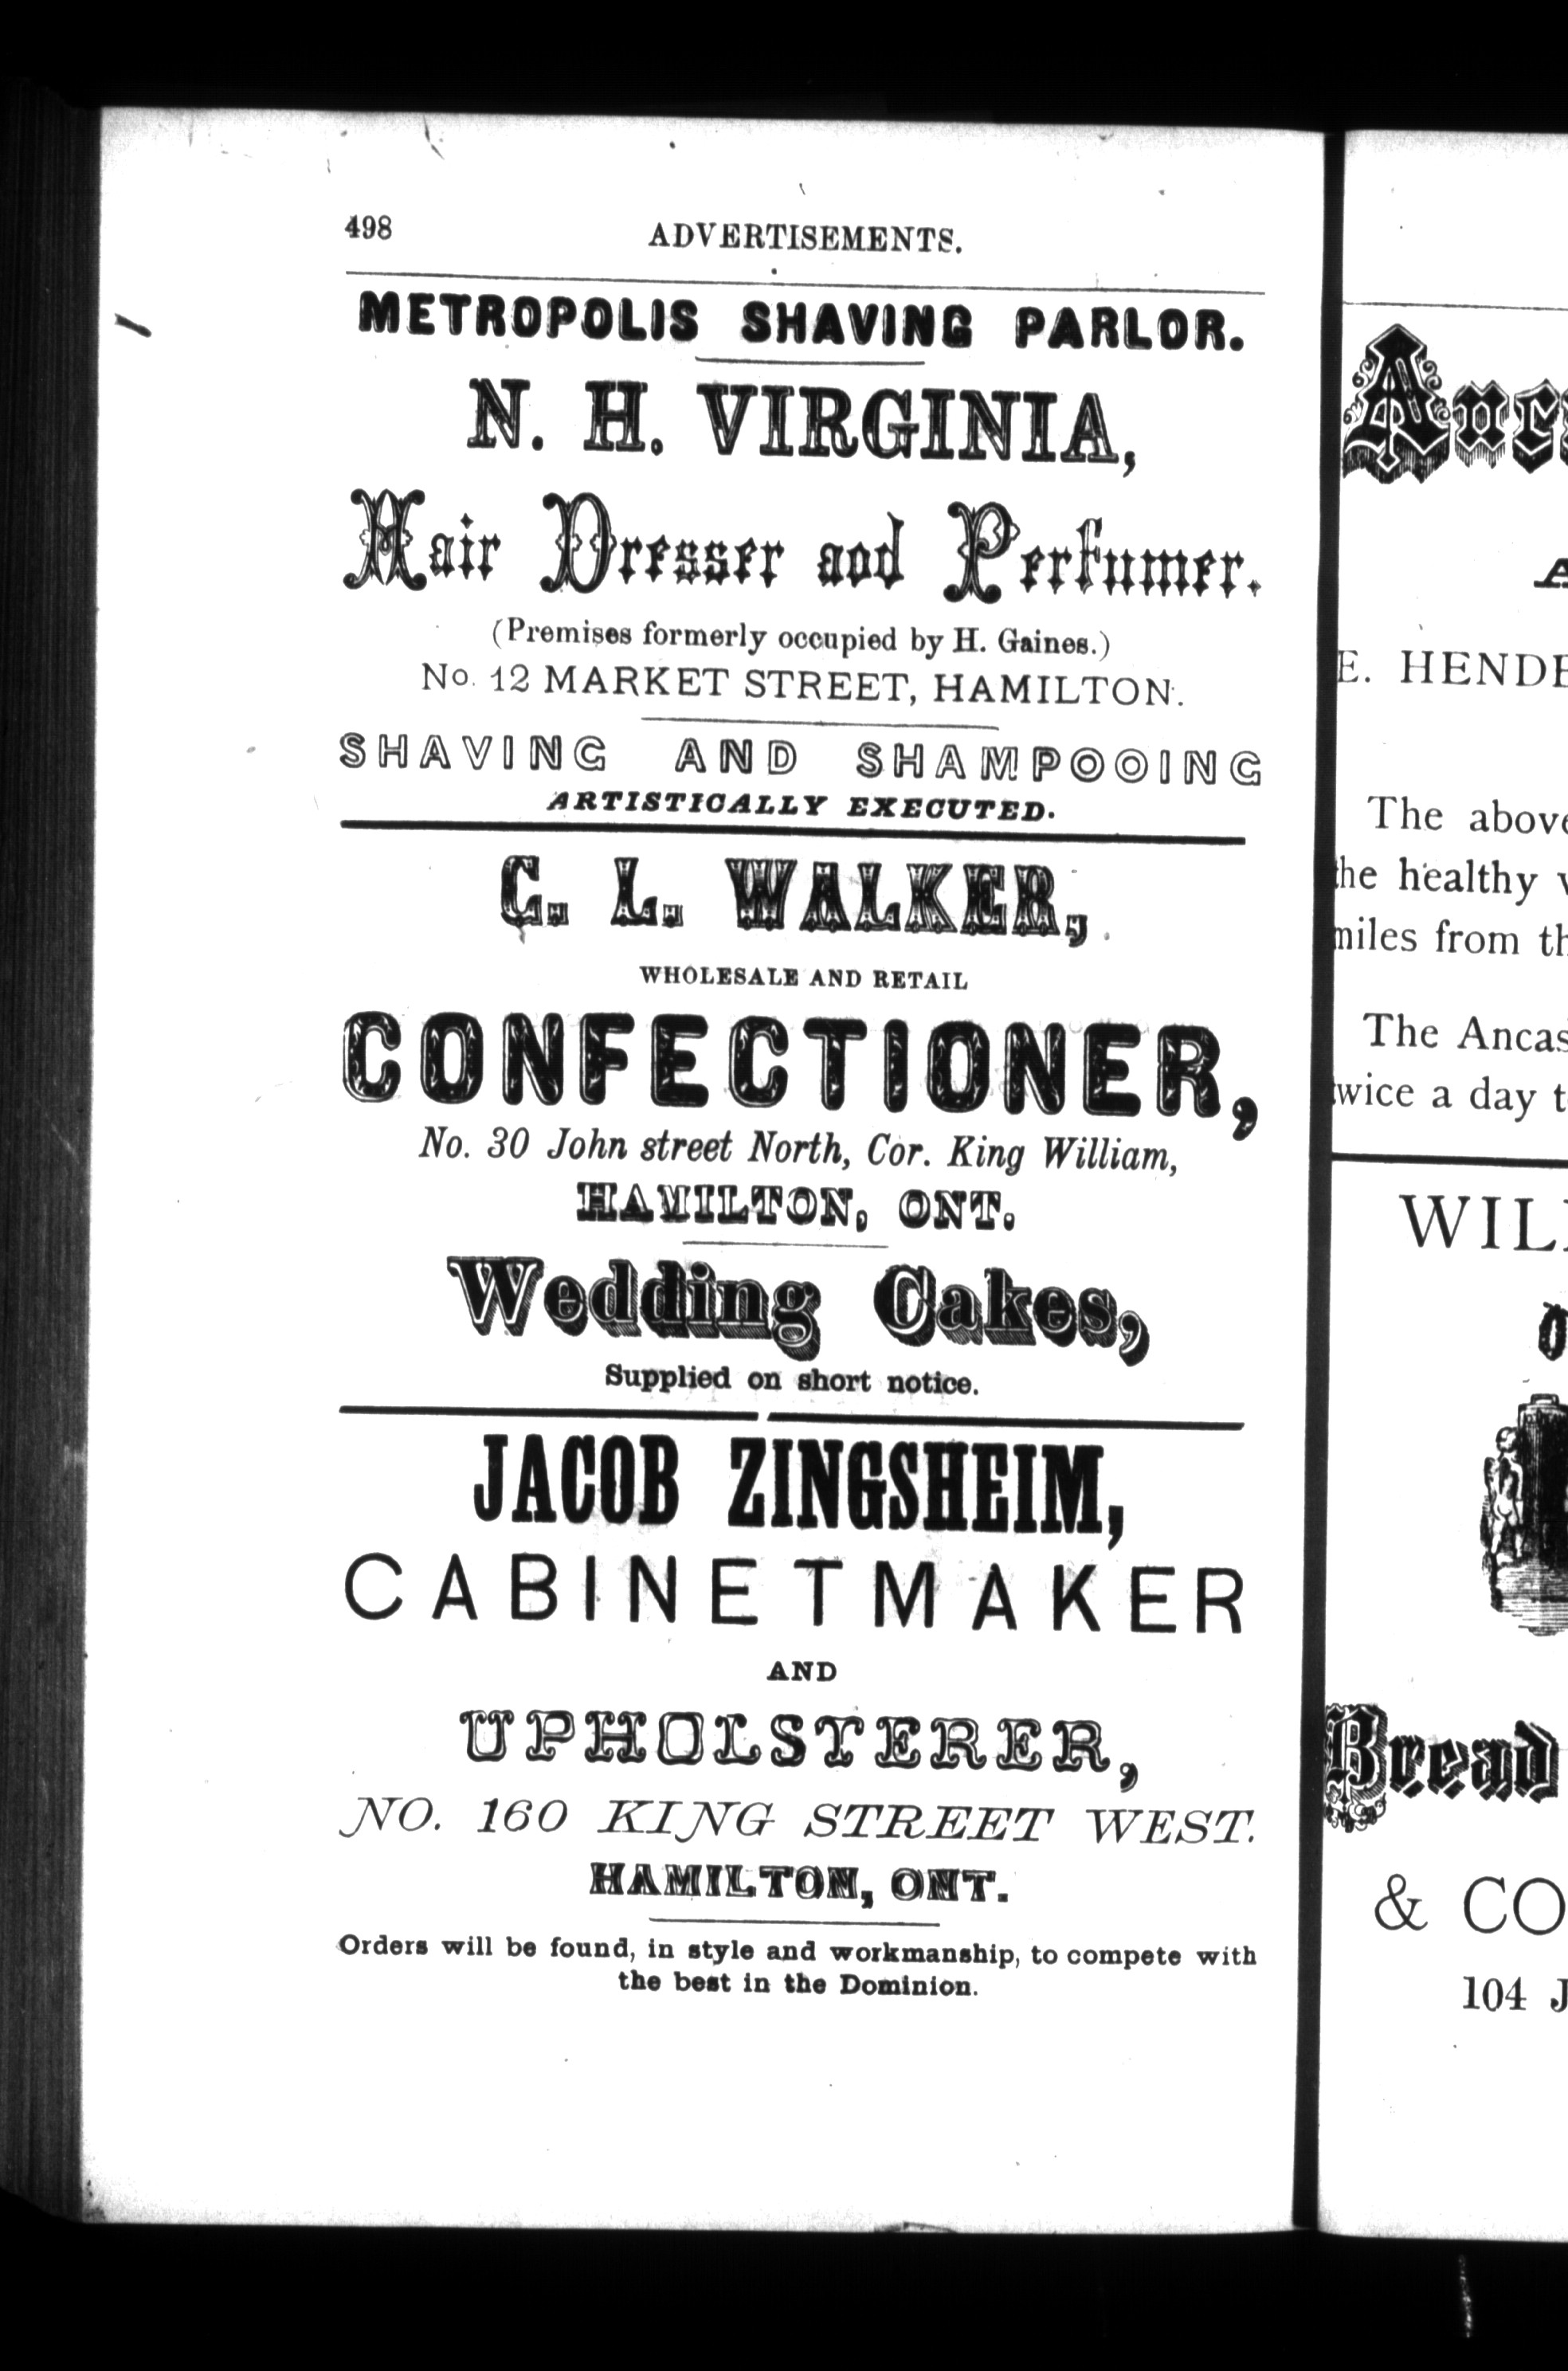 498 ADVERTISEMENTS.
METROPOLIS SHAVING PARLOR.
N. H. VIRGINIA,
Hair Dresser aod Perfumer.
(Premises formerly occupied by H. Gaines.)
No. 12 MARKET STREET, HAMILTON.
SHAVING AND SHAMPOOING
ARTISTICALLY EXECUTED.
C. L. WALKER,
WHOLESALE AND RETAIL
CONFECTIONER,
No. 30 John street North, Cor. King William,
HAMILTON, ONT.
Wedding Cakes,
Supplied on short notice.
JACOB ZINGSHEIM,
CABINETMAKER
AND
UPHOLSTERER,
NO. 160 KING STREET WEST.
HAMILTON, ONT.
Orders will be found, in style and workmanship, to compete with
the best in the Dominion.
E. HENDE
The above
the healthy
miles from th
The Ancas
twice a day t
WIL
Bread
& CO
104 J